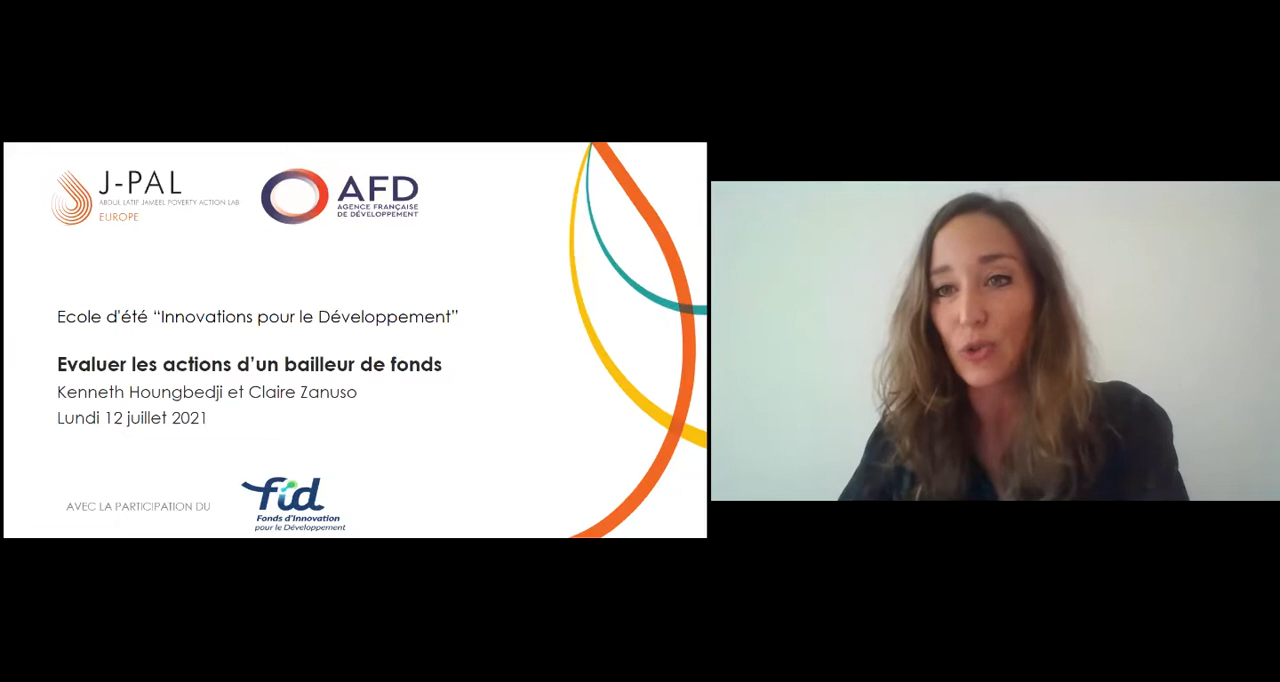 J-PAL
ABDUL LATIF JAMEEL POVERTY ACTION LAB
EUROPE
AFD
AGENCE FRANÇAISE
DE DÉVELOPPEMENT
Ecole d'été “Innovations pour le Développement”
Evaluer les actions d’un bailleur de fonds
Kenneth Houngbedji et Claire Zanuso
Lundi 12 juillet 2021
AVEC LA PARTICIPATION DU
fid
Fonds d'Innovation
pour le Développement